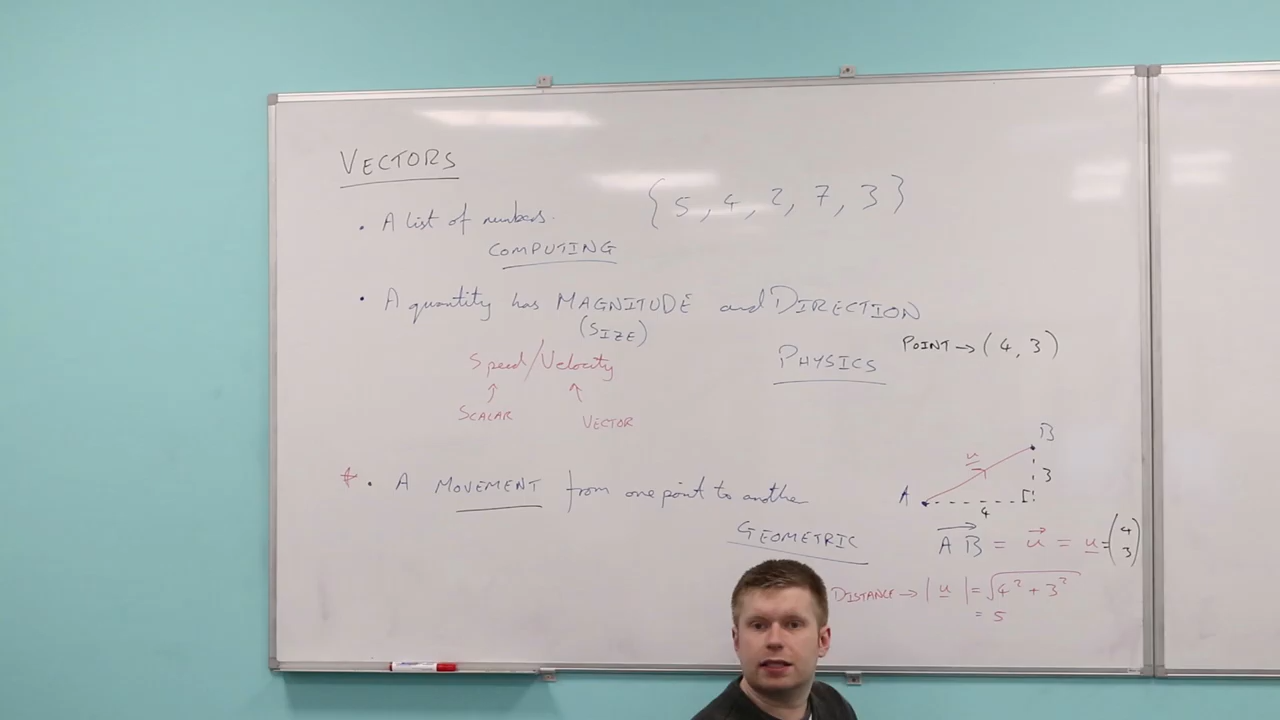 VECTORS
• A list of numbers. {5, 4, 2, 7, 3}
COMPUTING
• A quantity has MAGNITUDE and DIRECTION
(SIZE)
POINT → (4, 3)
PHYSICS
Speed/Velocity
↑ ↑
SCALAR VECTOR
* • A MOVEMENT from one point to another
GEOMETRIC
B
u
3
A
4
AB = u = u = (4 3)
DISTANCE → |u| = √4² + 3²
= 5